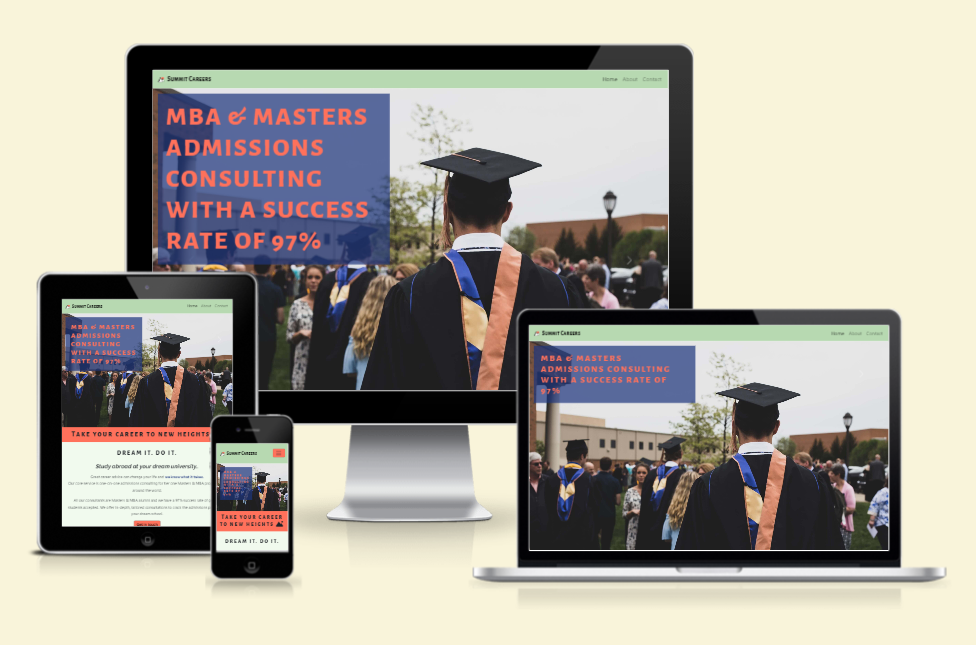 SUMMIT CAREERS
Home About Contact
MBA & MASTERS
ADMISSIONS
CONSULTING
WITH A SUCCESS
RATE OF 97%
SUMMIT CAREERS
Home About Contact
MBA & MASTERS
ADMISSIONS
CONSULTING
WITH A SUCCESS
RATE OF 97%
TAKE YOUR CAREER TO NEW HEIGHTS
DREAM IT. DO IT.
Study abroad at your dream university.
SUMMIT CAREERS
TAKE YOUR CAREER
TO NEW HEIGHTS
DREAM IT. DO IT.
SUMMIT CAREERS
Home About Contact
MBA & MASTERS
ADMISSIONS CONSULTING
WITH A SUCCESS RATE OF
97%